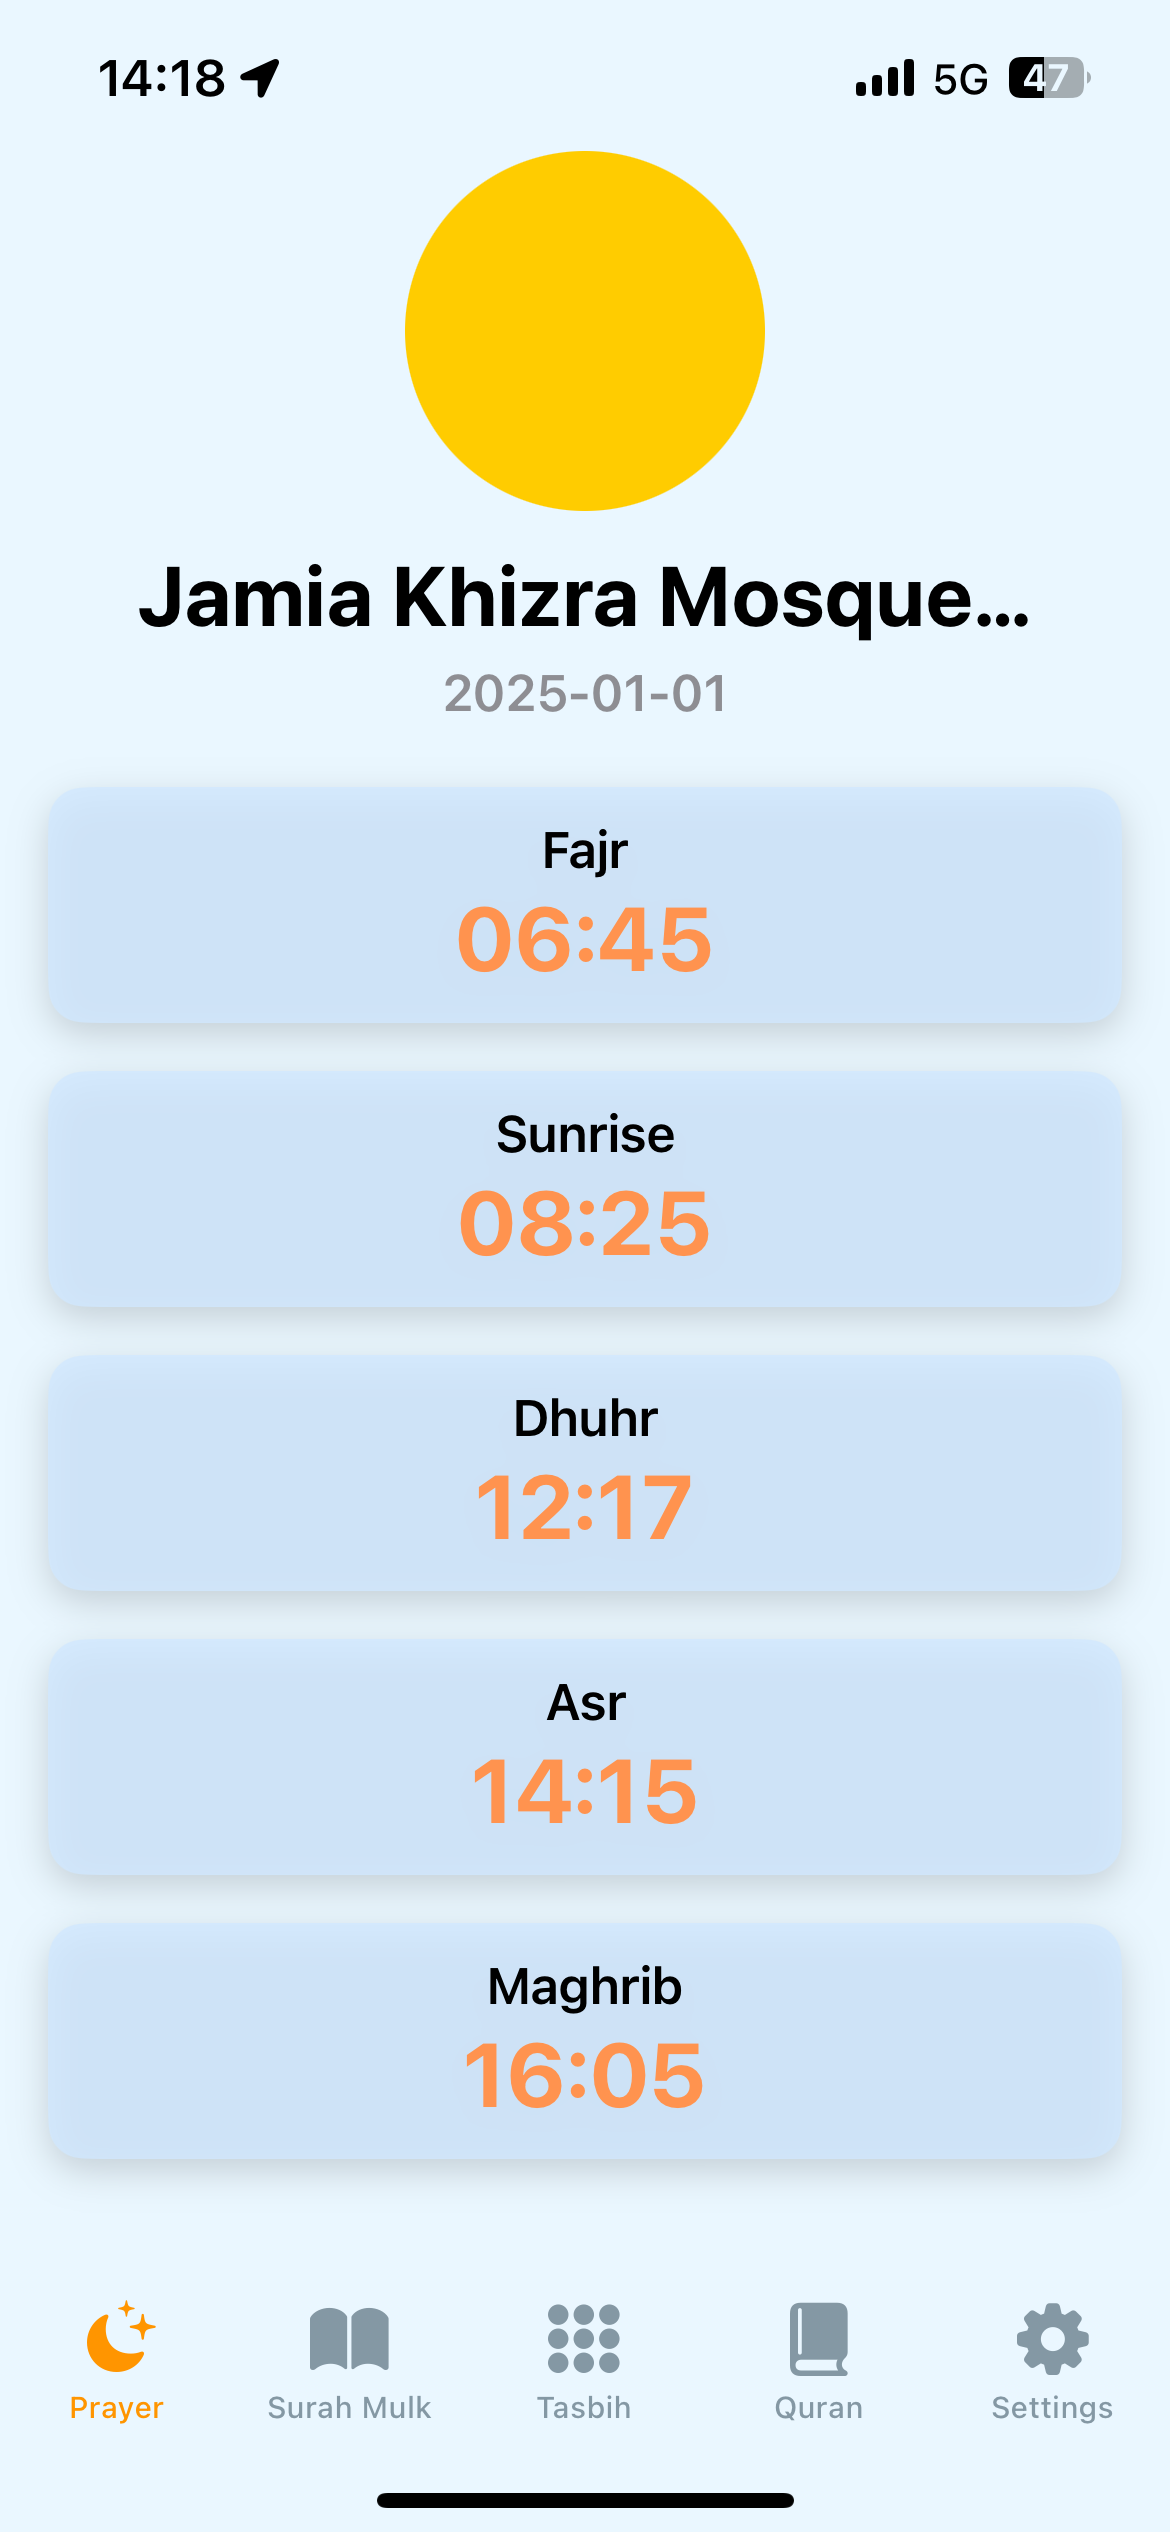 14:18 5G 47
Jamia Khizra Mosque...
2025-01-01
Fajr
06:45
Sunrise
08:25
Dhuhr
12:17
Asr
14:15
Maghrib
16:05
Prayer Surah Mulk Tasbih Quran Settings